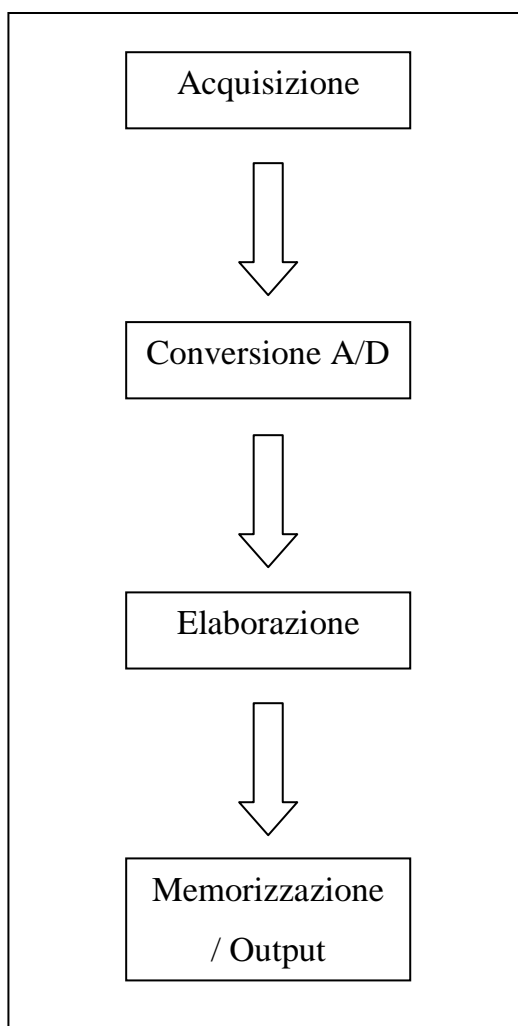 Acquisizione
Conversione A/D
Elaborazione
Memorizzazione
/ Output